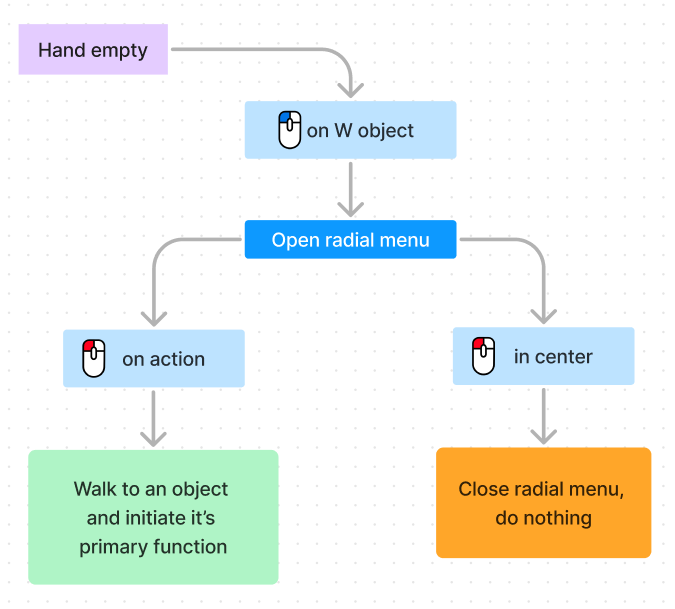 Hand empty
on W object
Open radial menu
on action
in center
Walk to an object
and initiate it's
primary function
Close radial menu,
do nothing